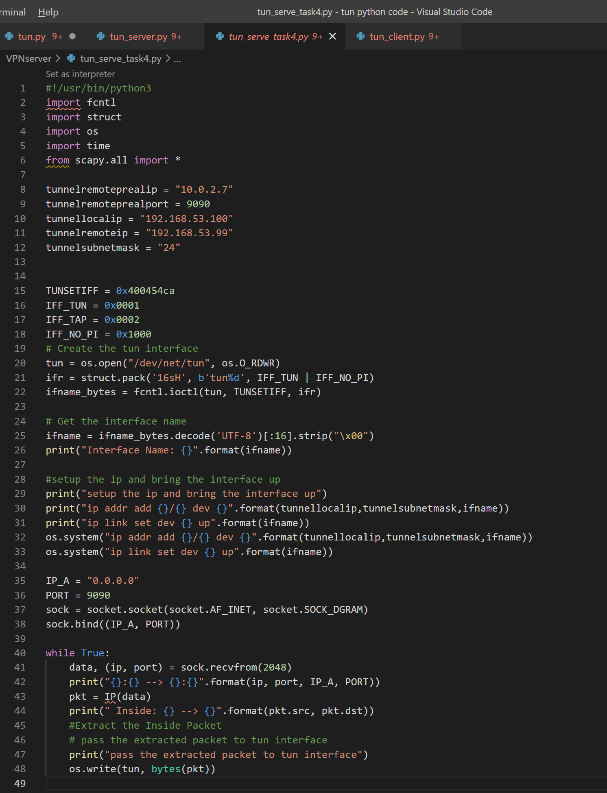 rminal Help tun_serve_task4.py - tun python code - Visual Studio Code
tun.py 9+ ● tun_server.py 9+ tun_serve_task4.py 9+ × tun_client.py 9+
VPNserver > tun_serve_task4.py > ...
Set as interpreter
1 #!/usr/bin/python3
2 import fcntl
3 import struct
4 import os
5 import time
6 from scapy.all import *
7
8 tunnelremoteprealip = "10.0.2.7"
9 tunnelremoteprealport = 9090
10 tunnellocalip = "192.168.53.100"
11 tunnelremoteip = "192.168.53.99"
12 tunnelsubnetmask = "24"
13
14
15 TUNSETIFF = 0x400454ca
16 IFF_TUN = 0x0001
17 IFF_TAP = 0x0002
18 IFF_NO_PI = 0x1000
19 # Create the tun interface
20 tun = os.open("/dev/net/tun", os.O_RDWR)
21 ifr = struct.pack('16sH', b'tun%d', IFF_TUN | IFF_NO_PI)
22 ifname_bytes = fcntl.ioctl(tun, TUNSETIFF, ifr)
23
24 # Get the interface name
25 ifname = ifname_bytes.decode('UTF-8')[:16].strip("\x00")
26 print("Interface Name: {}".format(ifname))
27
28 #setup the ip and bring the interface up
29 print("setup the ip and bring the interface up")
30 print("ip addr add {}/{} dev {}".format(tunnellocalip,tunnelsubnetmask,ifname))
31 print("ip link set dev {} up".format(ifname))
32 os.system("ip addr add {}/{} dev {}".format(tunnellocalip,tunnelsubnetmask,ifname))
33 os.system("ip link set dev {} up".format(ifname))
34
35 IP_A = "0.0.0.0"
36 PORT = 9090
37 sock = socket.socket(socket.AF_INET, socket.SOCK_DGRAM)
38 sock.bind((IP_A, PORT))
39
40 while True:
41 data, (ip, port) = sock.recvfrom(2048)
42 print("{}:{} --> {}:{}".format(ip, port, IP_A, PORT))
43 pkt = IP(data)
44 print(" Inside: {} --> {}".format(pkt.src, pkt.dst))
45 #Extract the Inside Packet
46 # pass the extracted packet to tun interface
47 print("pass the extracted packet to tun interface")
48 os.write(tun, bytes(pkt))
49